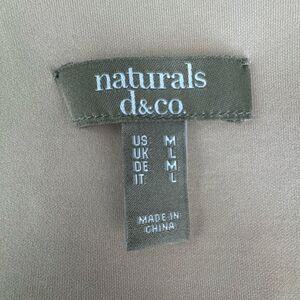 naturals
d&co.
US M
UK L
DE M
IT L
MADE IN
CHINA